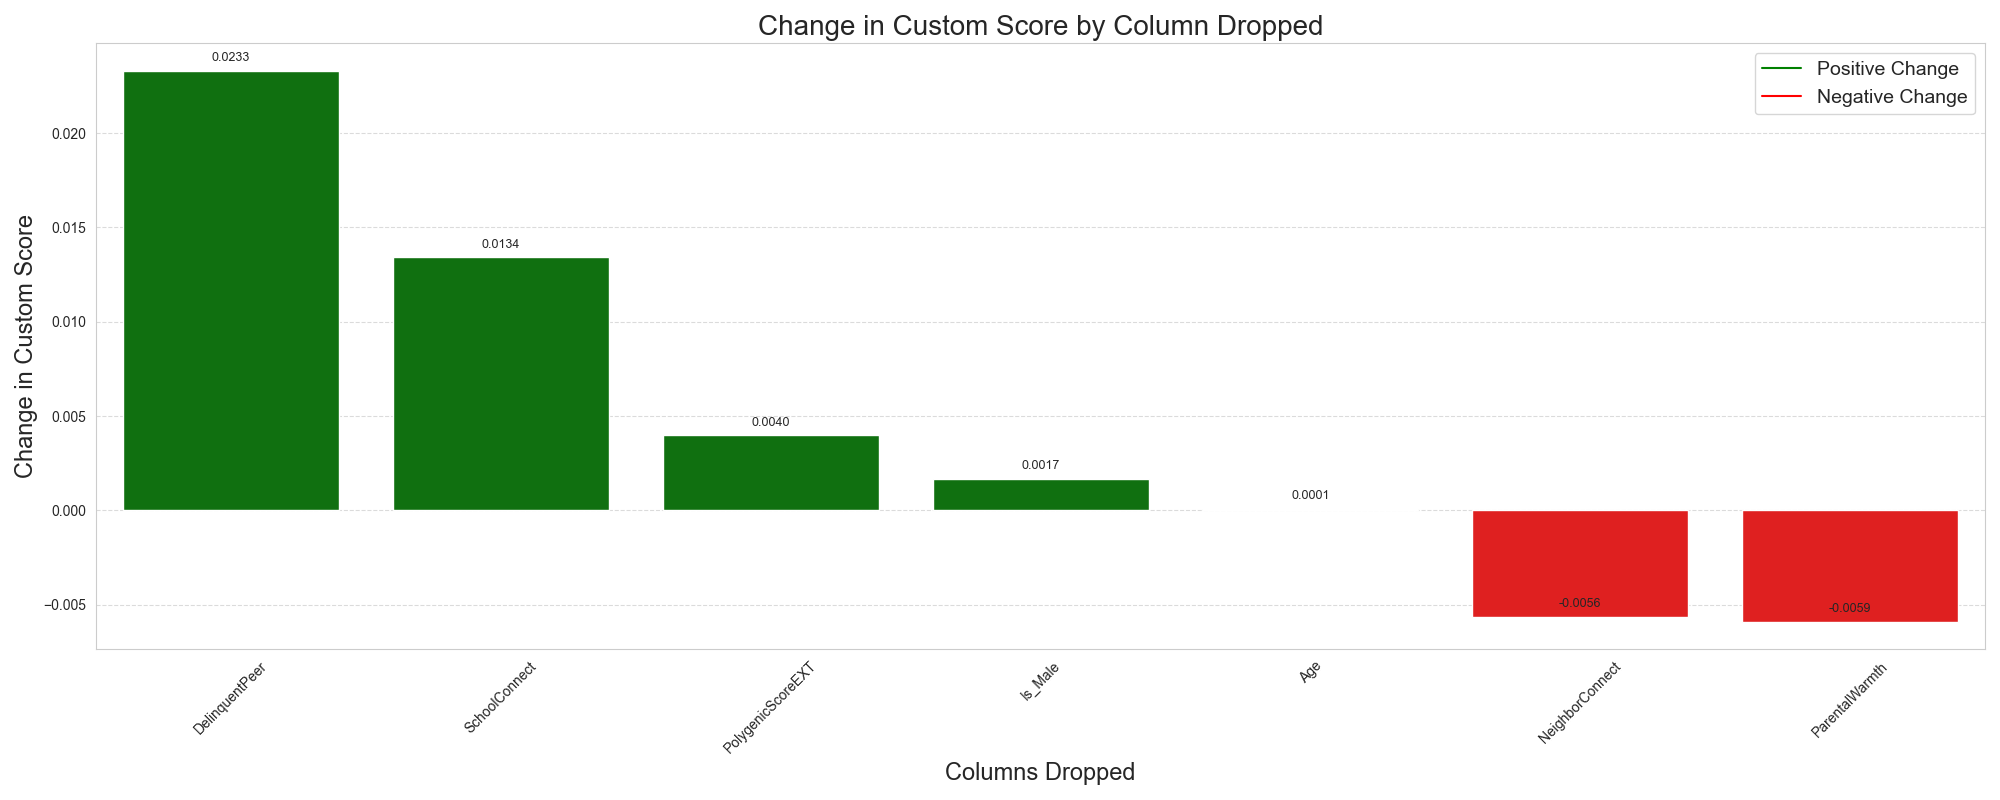 Change in Custom Score by Column Dropped
Positive Change
Negative Change
Change in Custom Score
0.020
0.015
0.010
0.005
0.000
−0.005
0.0233
0.0134
0.0040
0.0017
0.0001
-0.0056
-0.0059
DelinquentPeer
SchoolConnect
PolygenicScoreEXT
Is_Male
Age
NeighborConnect
ParentalWarmth
Columns Dropped